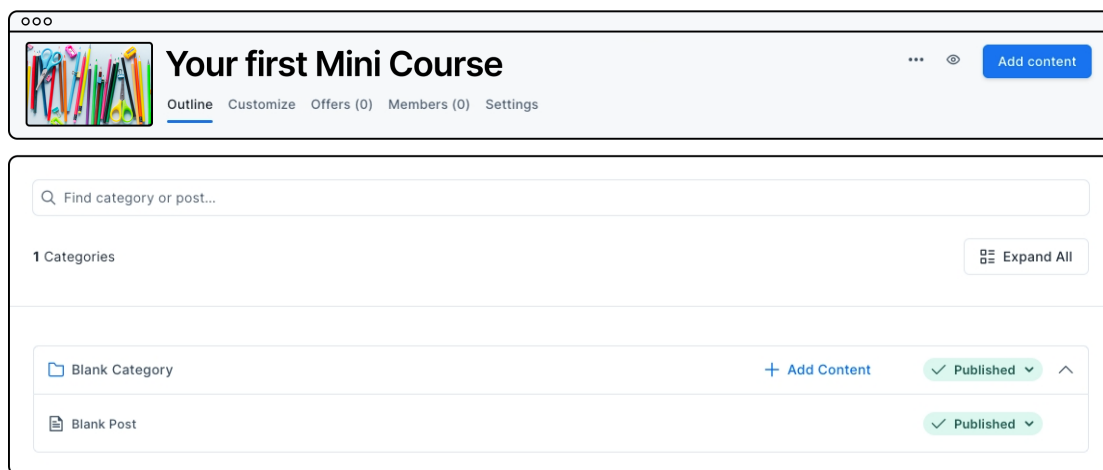 Your first Mini Course
Add content
Outline Customize Offers (0) Members (0) Settings
Find category or post...
1 Categories
Expand All
Blank Category
Add Content
Published
Blank Post
Published